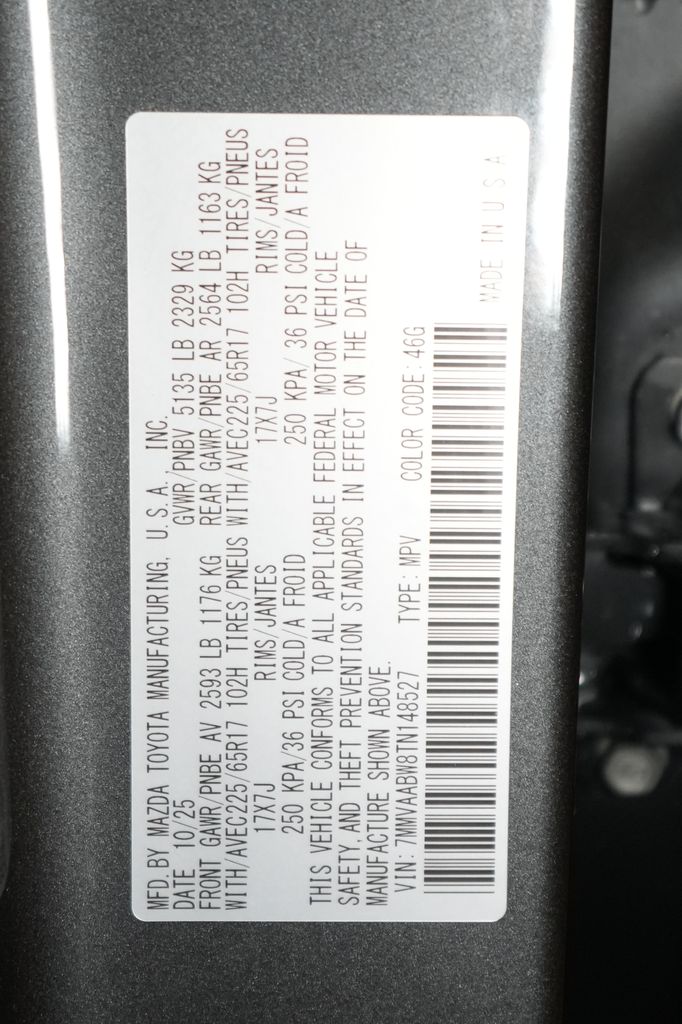 MFD. BY MAZDA TOYOTA MANUFACTURING, U.S.A., INC.
DATE 10/25 GVWR/PNBV 5135 LB 2329 KG
FRONT GAWR/PNBE AV 2593 LB 1176 KG REAR GAWR/PNBE AR 2564 LB 1163 KG
WITH/AVEC225/65R17 102H TIRES/PNEUS WITH/AVEC225/65R17 102H TIRES/PNEUS
17X7J RIMS/JANTES 17X7J RIMS/JANTES
250 KPA/36 PSI COLD/A FROID 250 KPA/ 36 PSI COLD/A FROID
THIS VEHICLE CONFORMS TO ALL APPLICABLE FEDERAL MOTOR VEHICLE
SAFETY, AND THEFT PREVENTION STANDARDS IN EFFECT ON THE DATE OF
MANUFACTURE SHOWN ABOVE.
VIN: 7MMVAABW8TN148527 TYPE: MPV COLOR CODE: 46G
MADE IN U S A